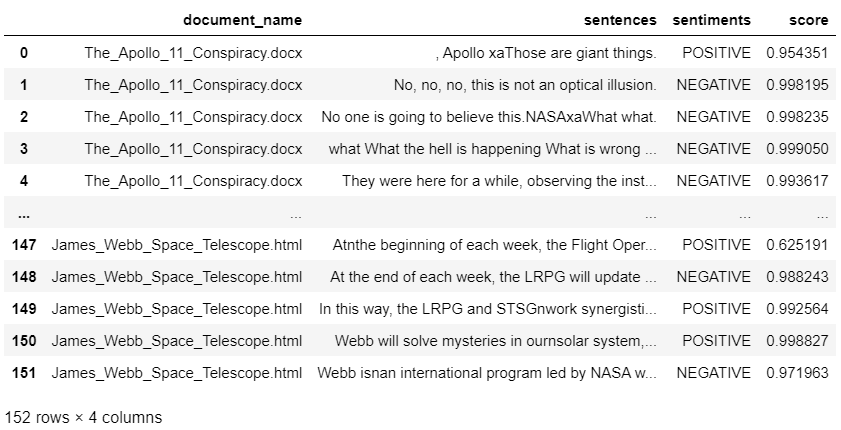 document_name sentences sentiments score
0 The_Apollo_11_Conspiracy.docx , Apollo xaThose are giant things. POSITIVE 0.954351
1 The_Apollo_11_Conspiracy.docx No, no, no, this is not an optical illusion. NEGATIVE 0.998195
2 The_Apollo_11_Conspiracy.docx No one is going to believe this.NASAxaWhat what. NEGATIVE 0.998235
3 The_Apollo_11_Conspiracy.docx what What the hell is happening What is wrong ... NEGATIVE 0.999050
4 The_Apollo_11_Conspiracy.docx They were here for a while, observing the inst... NEGATIVE 0.993617
... ... ... ... ...
147 James_Webb_Space_Telescope.html Atnthe beginning of each week, the Flight Oper... POSITIVE 0.625191
148 James_Webb_Space_Telescope.html At the end of each week, the LRPG will update ... NEGATIVE 0.988243
149 James_Webb_Space_Telescope.html In this way, the LRPG and STSGnwork synergisti... POSITIVE 0.992564
150 James_Webb_Space_Telescope.html Webb will solve mysteries in ournsolar system,... POSITIVE 0.998827
151 James_Webb_Space_Telescope.html Webb isnan international program led by NASA w... NEGATIVE 0.971963
152 rows × 4 columns